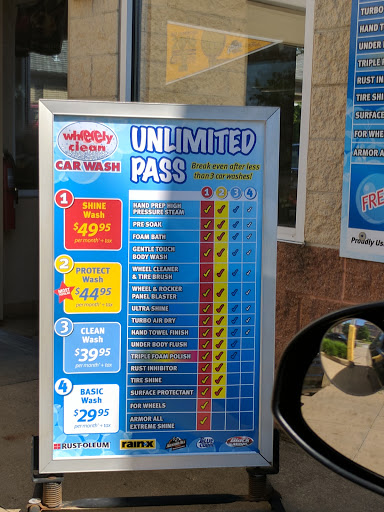 wheely
clean
CAR WASH
UNLIMITED
PASS
Break even after less
than 3 car washes!
1 2 3 4
1
SHINE
Wash
$49.95
per month* + tax
2
PROTECT
Wash
MOST
$44.95
per month* + tax
3
CLEAN
Wash
$39.95
per month* + tax
4
BASIC
Wash
$29.95
per month* + tax
HAND PREP HIGH
PRESSURE STEAM
PRE SOAK
FOAM BATH
GENTLE TOUCH
BODY WASH
WHEEL CLEANER
& TIRE BRUSH
WHEEL & ROCKER
PANEL BLASTER
ULTRA SHINE
TURBO AIR DRY
HAND TOWEL FINISH
UNDER BODY FLUSH
TRIPLE FOAM POLISH
RUST INHIBITOR
TIRE SHINE
SURFACE PROTECTANT
FOR WHEELS
ARMOR ALL
EXTREME SHINE
RUST-OLEUM
rain-x
TURBO
HAND T
UNDER
TRIPLE F
RUST IN
TIRE SHI
SURFACE
FOR WHE
ARMOR A
FRE
Proudly Us